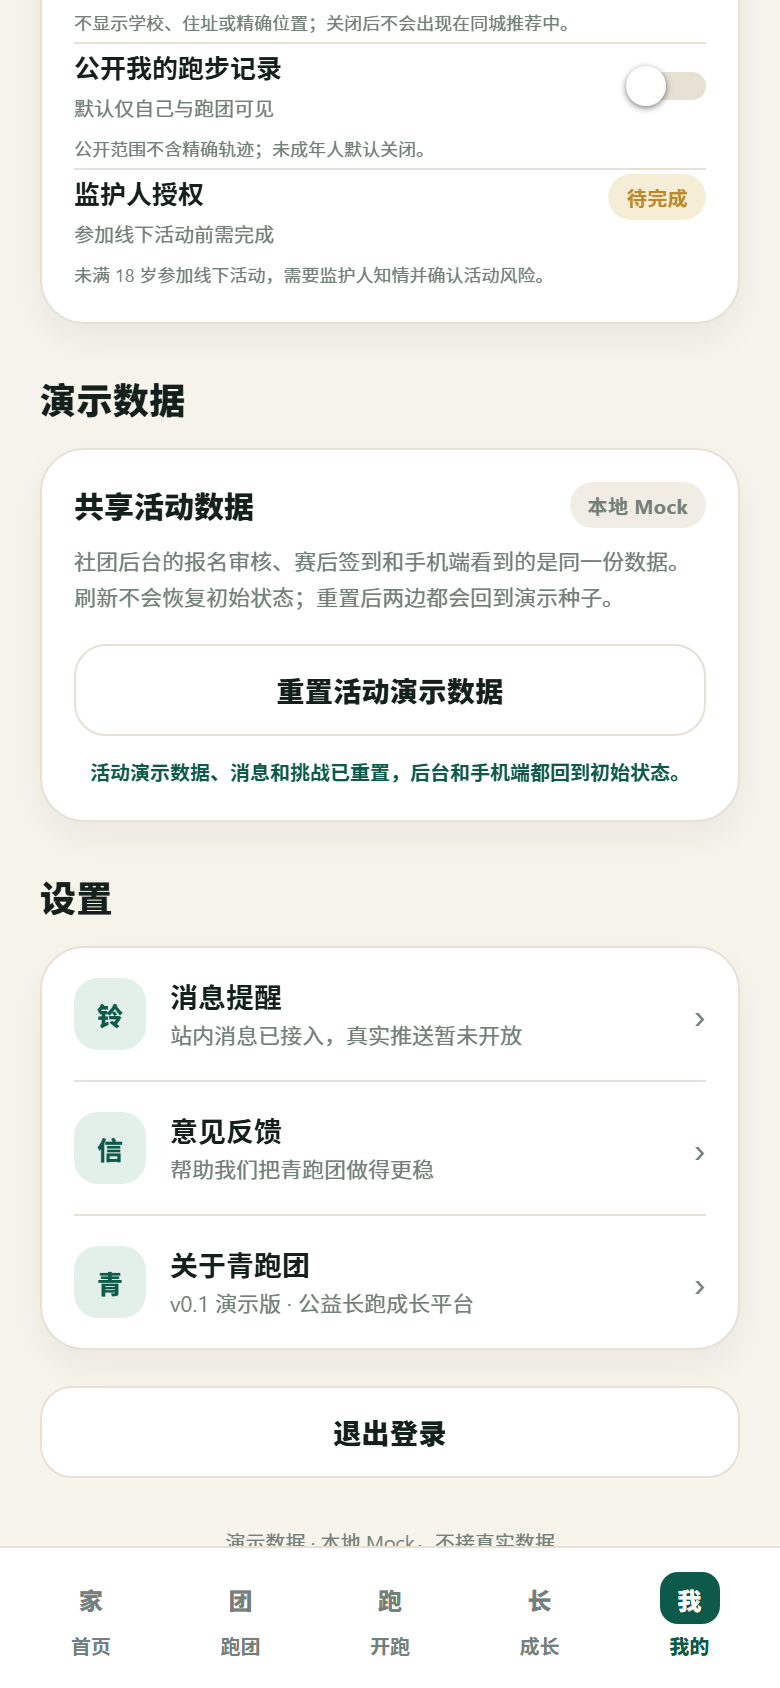 不显示学校、住址或精确位置；关闭后不会出现在同城推荐中。
公开我的跑步记录
默认仅自己与跑团可见
公开范围不含精确轨迹；未成年人默认关闭。
监护人授权
待完成
参加线下活动前需完成
未满 18 岁参加线下活动，需要监护人知情并确认活动风险。
演示数据
共享活动数据
本地 Mock
社团后台的报名审核、赛后签到和手机端看到的是同一份数据。
刷新不会恢复初始状态；重置后两边都会回到演示种子。
重置活动演示数据
活动演示数据、消息和挑战已重置，后台和手机端都回到初始状态。
设置
铃
消息提醒
站内消息已接入，真实推送暂未开放
›
信
意见反馈
帮助我们把青跑团做得更稳
›
青
关于青跑团
v0.1 演示版 · 公益长跑成长平台
›
退出登录
演示数据 · 本地 Mock，不接真实数据
家
团
跑
长
我
首页
跑团
开跑
成长
我的